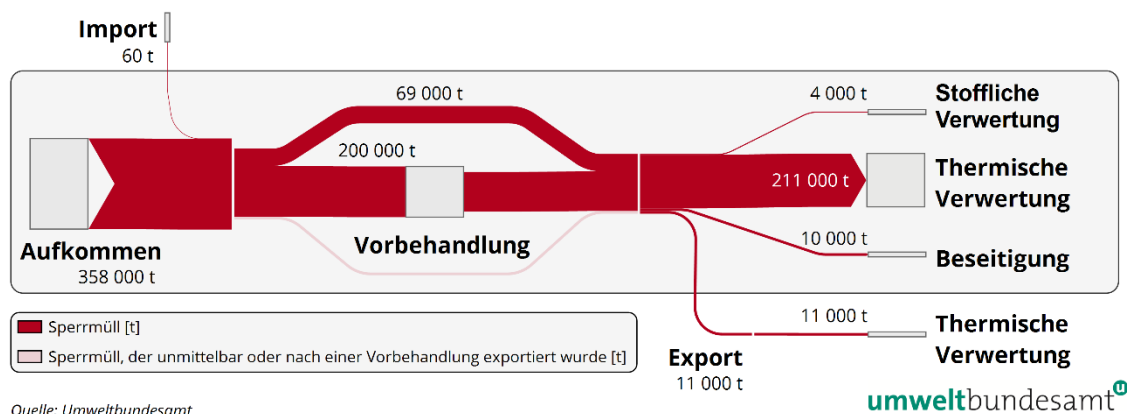 Import
60 t
69 000 t
4 000 t
Stoffliche
Verwertung
200 000 t
211 000 t
Thermische
Verwertung
Aufkommen
358 000 t
Vorbehandlung
10 000 t
Beseitigung
11 000 t
Thermische
Verwertung
Export
11 000 t
Sperrmüll [t]
Sperrmüll, der unmittelbar oder nach einer Vorbehandlung exportiert wurde [t]
Quelle: Umweltbundesamt
umweltbundesamt u